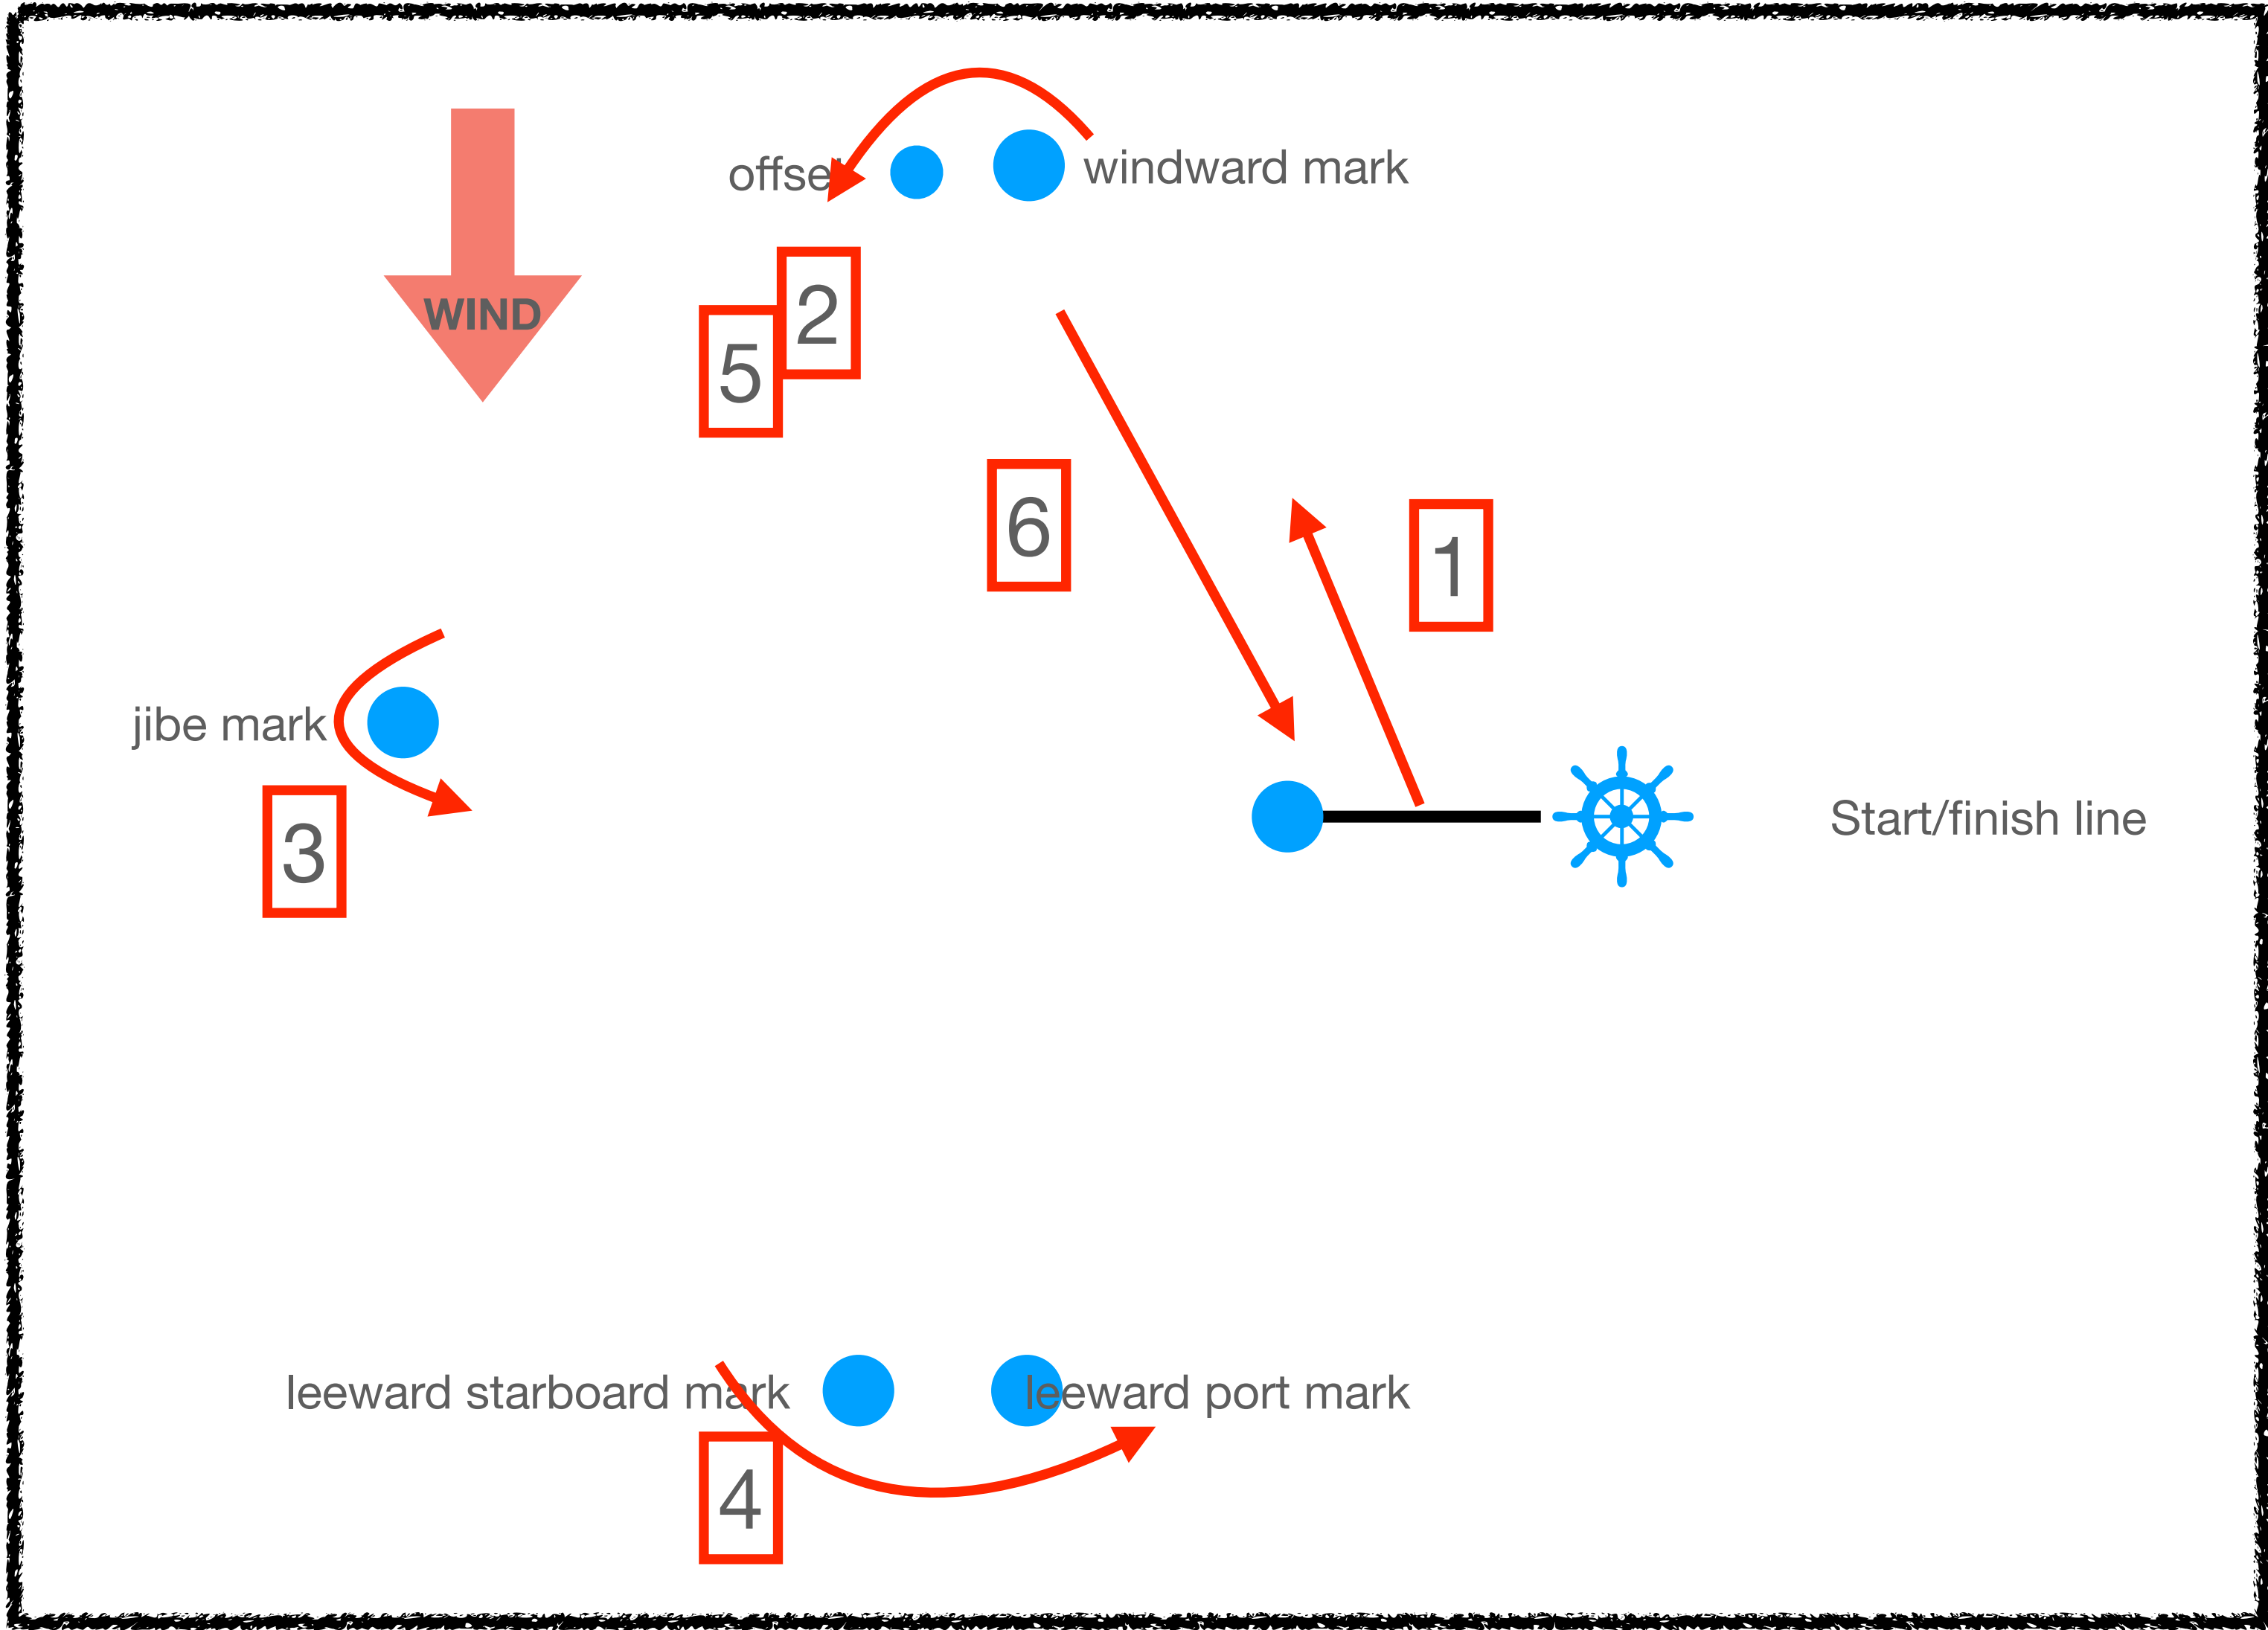 offset
windward mark
WIND
2
5
6
1
jibe mark
3
Start/finish line
leeward starboard mark
leeward port mark
4